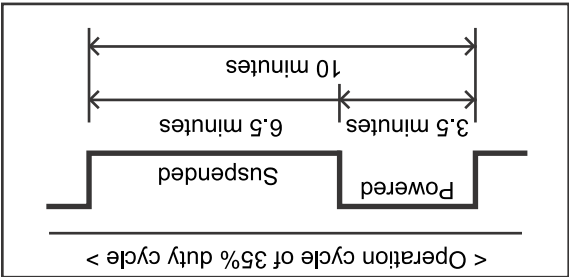 < Operation cycle of 35% duty cycle >
Powered Suspended
3.5 minutes 6.5 minutes
10 minutes